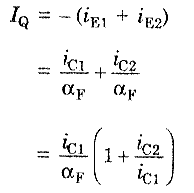 I_Q = −(i_E1 + i_E2)
= i_C1/α_F + i_C2/α_F
= i_C1/α_F (1 + i_C2/i_C1)